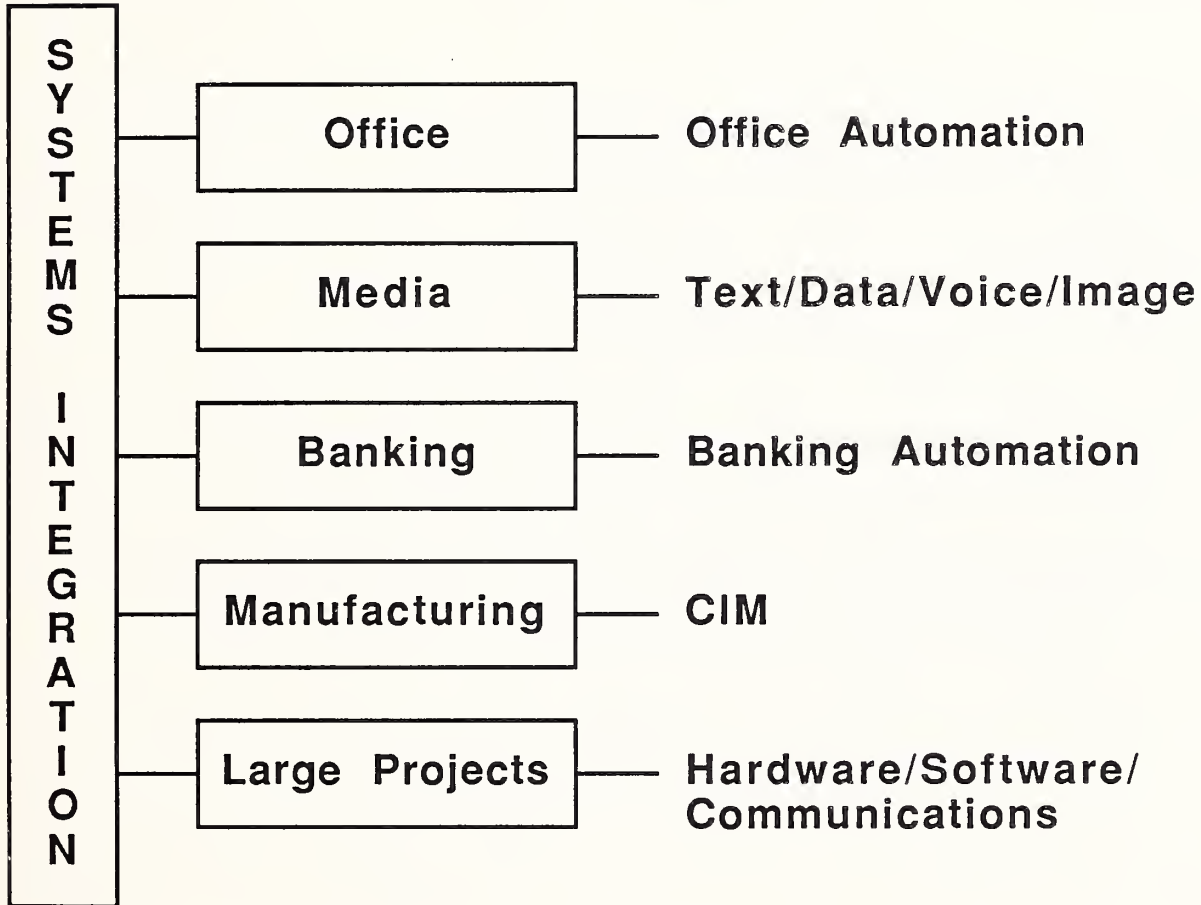 SYSTEMS INTEGRATION
Office
Office Automation
Media
Text/Data/Voice/Image
Banking
Banking Automation
Manufacturing
CIM
Large Projects
Hardware/Software/
Communications